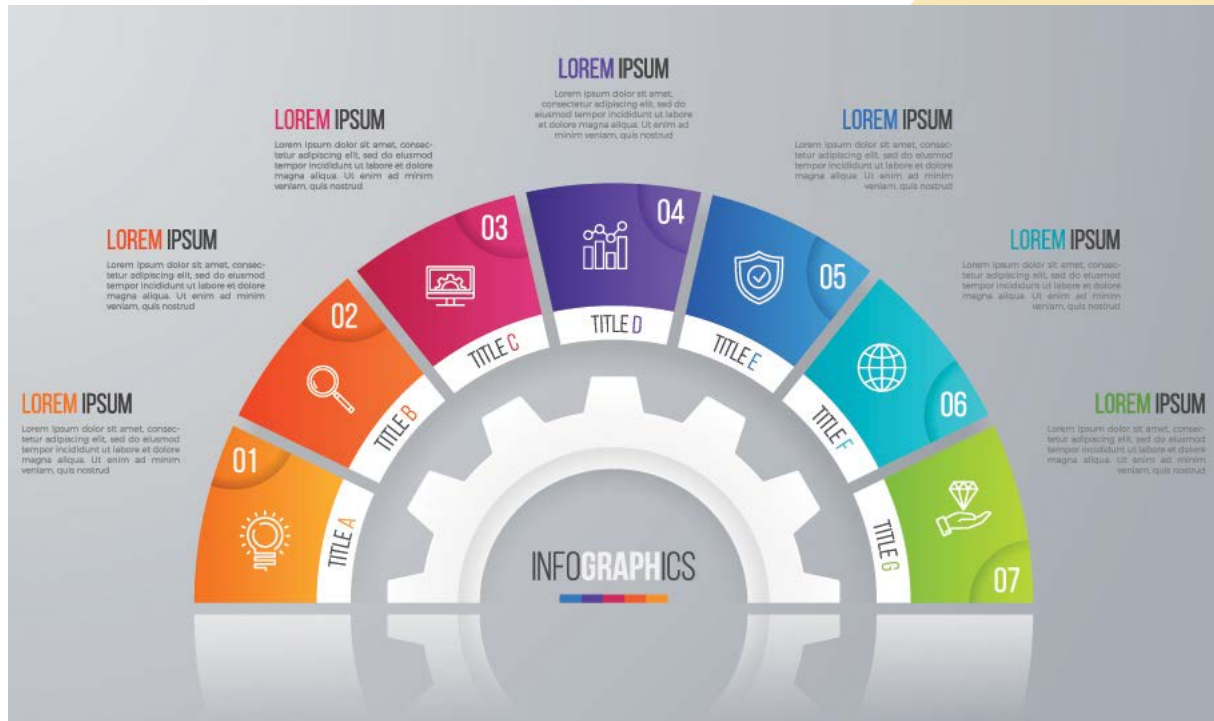 LOREM IPSUM
Lorem ipsum dolor sit amet,
consectetur adipiscing elit, sed do
eiusmod tempor incididunt ut labore
et dolore magna aliqua. Ut enim ad
minim veniam, quis nostrud
LOREM IPSUM
Lorem ipsum dolor sit amet, consec-
tetur adipiscing elit, sed do eiusmod
tempor incididunt ut labore et dolore
magna aliqua. Ut enim ad minim
veniam, quis nostrud
LOREM IPSUM
Lorem ipsum dolor sit amet, consec-
tetur adipiscing elit, sed do eiusmod
tempor incididunt ut labore et dolore
magna aliqua. Ut enim ad minim
veniam, quis nostrud
LOREM IPSUM
Lorem ipsum dolor sit amet, consec-
tetur adipiscing elit, sed do eiusmod
tempor incididunt ut labore et dolore
magna aliqua. Ut enim ad minim
veniam, quis nostrud
LOREM IPSUM
Lorem ipsum dolor sit amet, consec-
tetur adipiscing elit, sed do eiusmod
tempor incididunt ut labore et dolore
magna aliqua. Ut enim ad minim
veniam, quis nostrud
LOREM IPSUM
Lorem ipsum dolor sit amet, consec-
tetur adipiscing elit, sed do eiusmod
tempor incididunt ut labore et dolore
magna aliqua. Ut enim ad minim
veniam, quis nostrud
LOREM IPSUM
Lorem ipsum dolor sit amet, consec-
tetur adipiscing elit, sed do eiusmod
tempor incididunt ut labore et dolore
magna aliqua. Ut enim ad minim
veniam, quis nostrud
01
TITLE A
02
TITLE B
03
TITLE C
04
TITLE D
05
TITLE E
06
TITLE F
07
TITLE G
INFOGRAPHICS